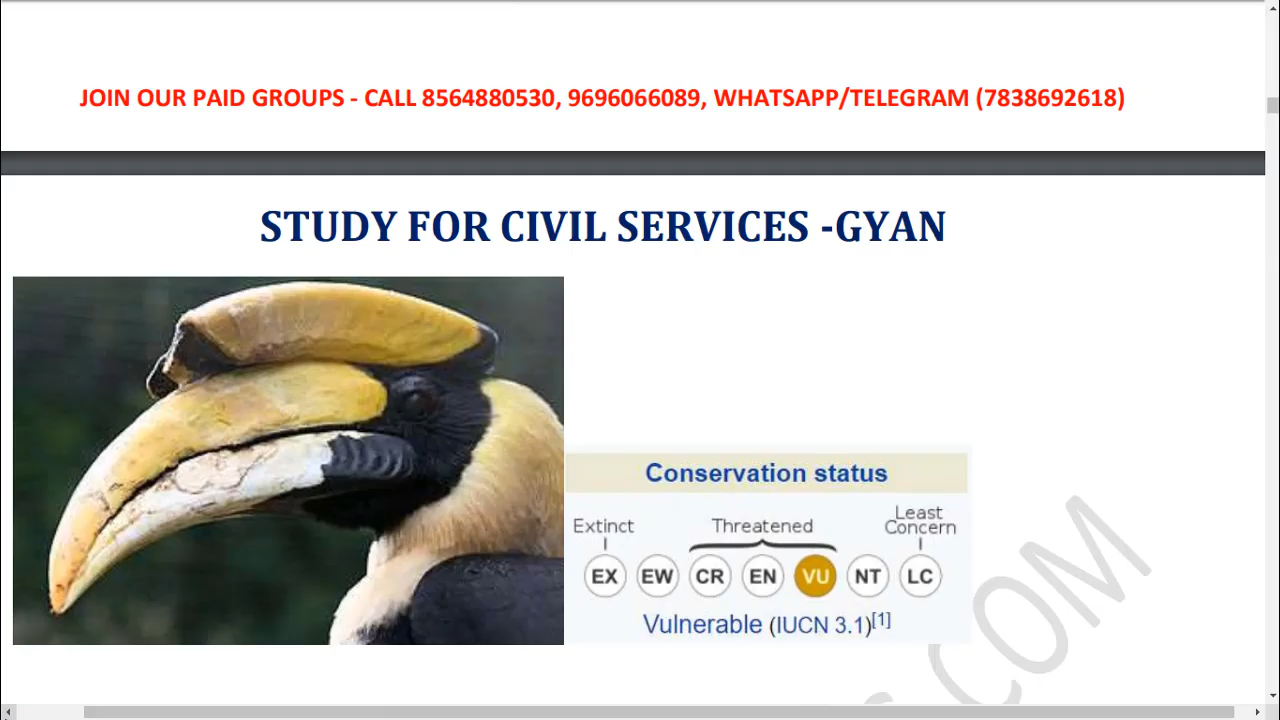 JOIN OUR PAID GROUPS - CALL 8564880530, 9696066089, WHATSAPP/TELEGRAM (7838692618)
STUDY FOR CIVIL SERVICES -GYAN
Conservation status
Extinct Threatened Least Concern
EX EW CR EN VU NT LC
Vulnerable (IUCN 3.1)[1]
COM